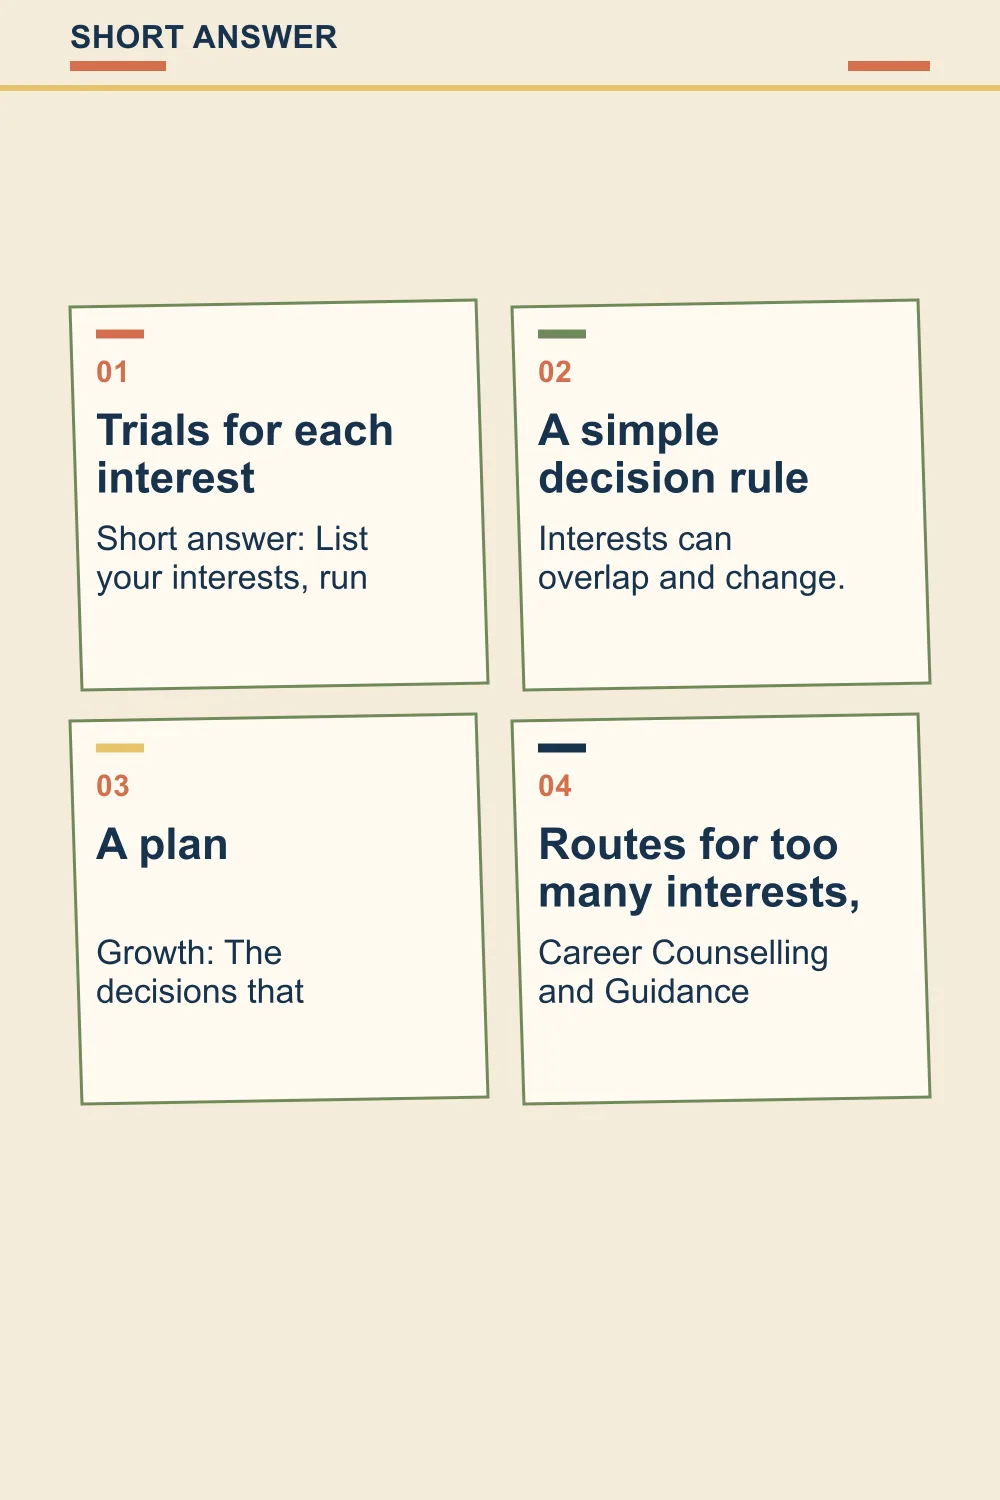 SHORT ANSWER
01
Trials for each
interest
Short answer: List
your interests, run
02
A simple
decision rule
Interests can
overlap and change.
03
A plan
Growth: The
decisions that
04
Routes for too
many interests,
Career Counselling
and Guidance